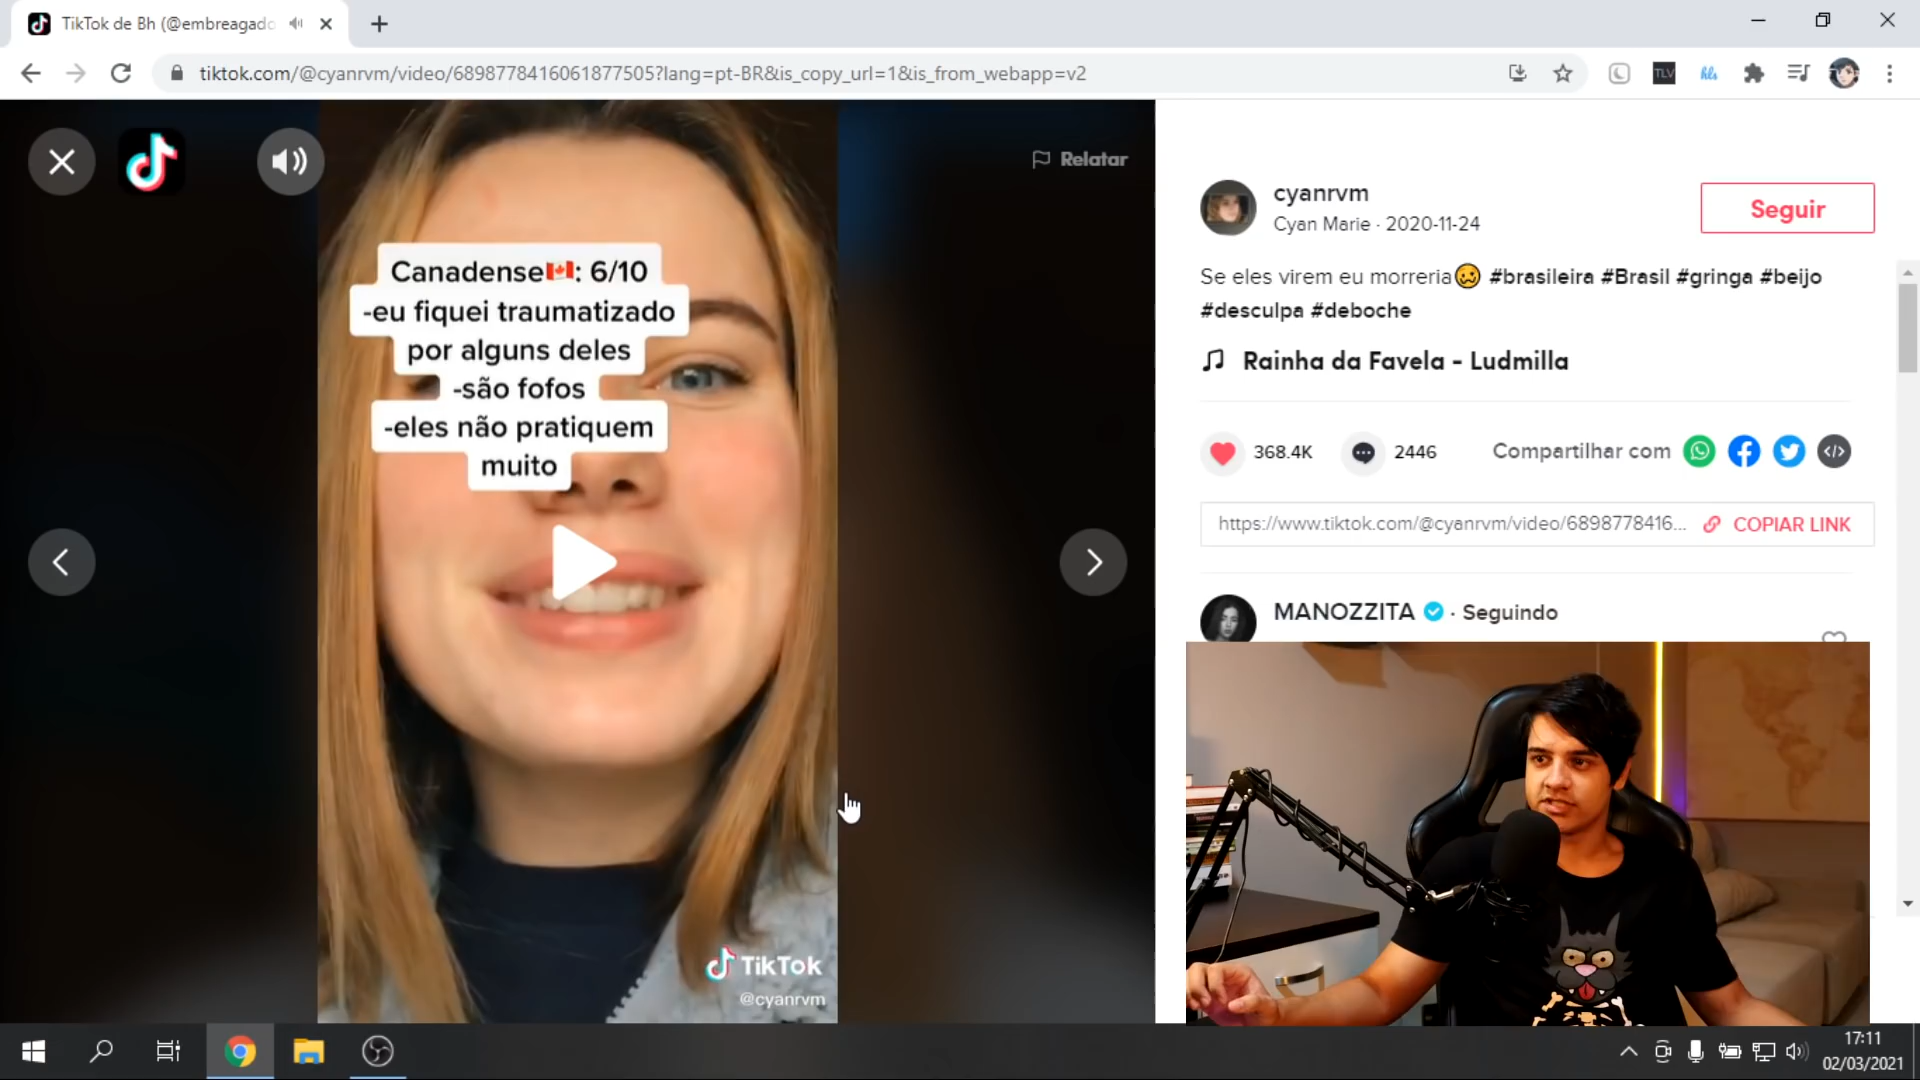 TikTok de Bh (@embreagado
tiktok.com/@cyanrvm/video/6898778416061877505?lang=pt-BR&is_copy_url=1&is_from_webapp=v2
TLV
hls
Relatar
Canadense🇨🇦: 6/10
-eu fiquei traumatizado
por alguns deles
-são fofos
-eles não pratiquem
muito
TikTok
@cyanrvm
cyanrvm
Cyan Marie · 2020-11-24
Seguir
Se eles virem eu morreria🥴 #brasileira #Brasil #gringa #beijo
#desculpa #deboche
Rainha da Favela - Ludmilla
368.4K
2446
Compartilhar com
https://www.tiktok.com/@cyanrvm/video/6898778416...
COPIAR LINK
MANOZZITA · Seguindo
17:11
02/03/2021